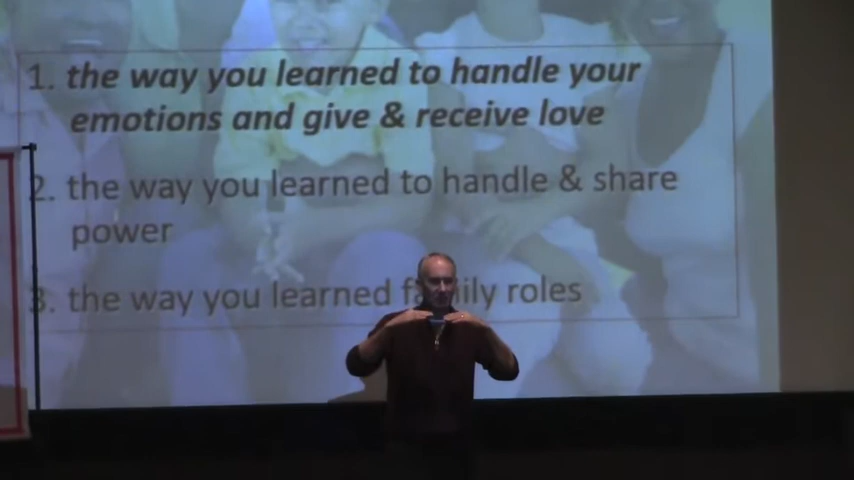 1. the way you learned to handle your
emotions and give & receive love
2. the way you learned to handle & share
power
3. the way you learned family roles